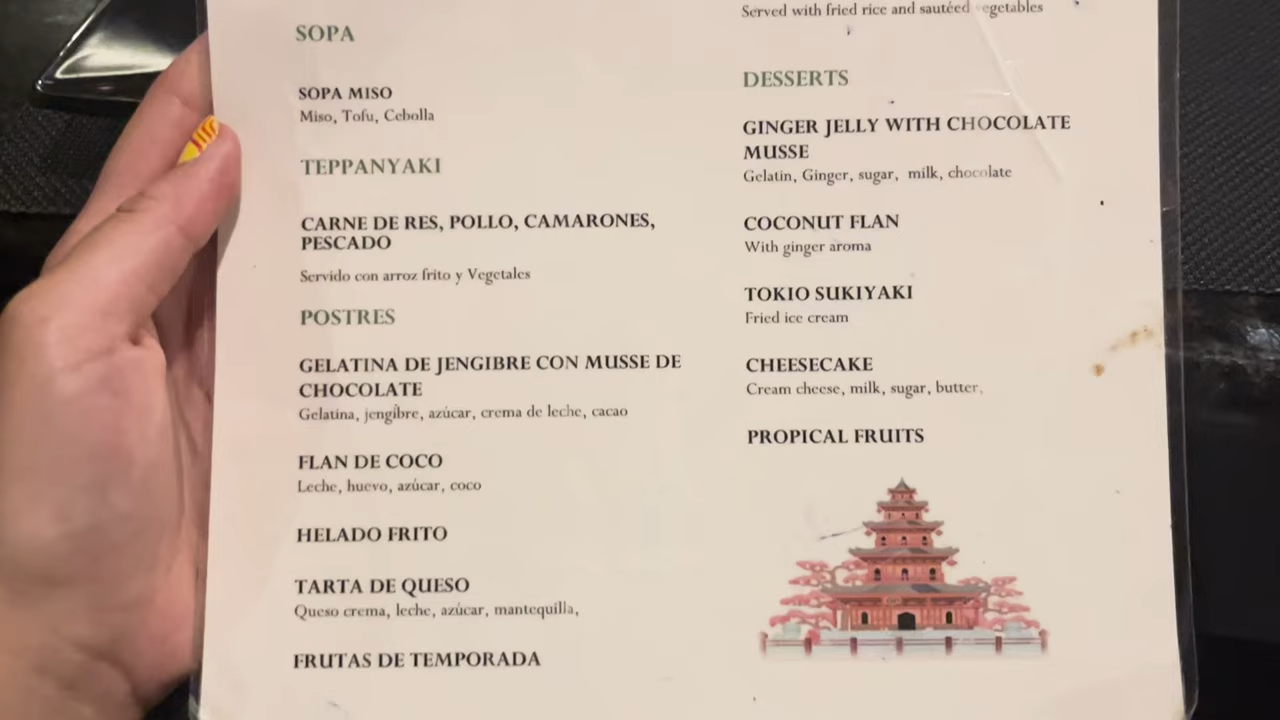 SOPA
SOPA MISO
Miso, Tofu, Cebolla
TEPPANYAKI
CARNE DE RES, POLLO, CAMARONES,
PESCADO
Servido con arroz frito y Vegetales
POSTRES
GELATINA DE JENGIBRE CON MUSSE DE
CHOCOLATE
Gelatina, jengibre, azúcar, crema de leche, cacao
FLAN DE COCO
Leche, huevo, azúcar, coco
HELADO FRITO
TARTA DE QUESO
Queso crema, leche, azúcar, mantequilla,
FRUTAS DE TEMPORADA
Served with fried rice and sautéed vegetables
DESSERTS
GINGER JELLY WITH CHOCOLATE
MUSSE
Gelatin, Ginger, sugar, milk, chocolate
COCONUT FLAN
With ginger aroma
TOKIO SUKIYAKI
Fried ice cream
CHEESECAKE
Cream cheese, milk, sugar, butter,
PROPICAL FRUITS